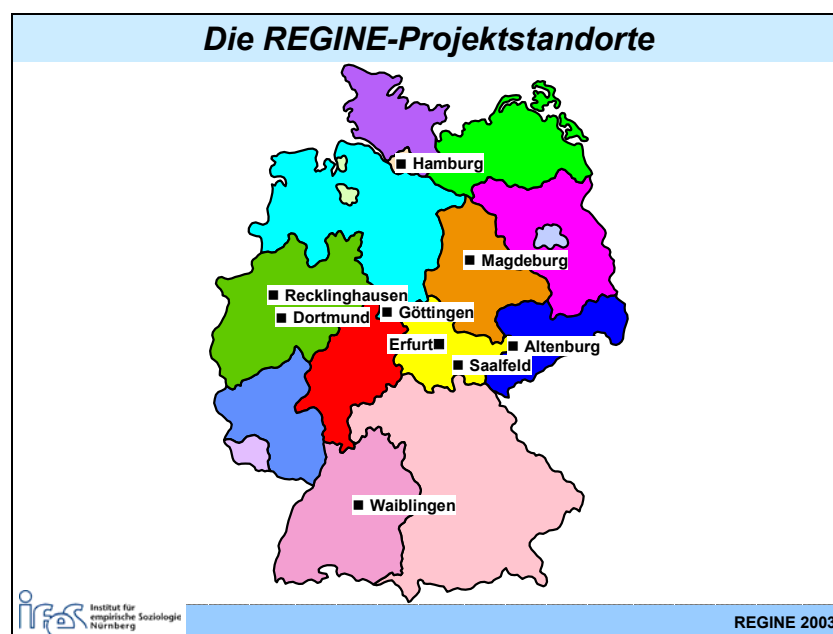 Die REGINE-Projektstandorte
Hamburg
Magdeburg
Recklinghausen
Göttingen
Dortmund
Erfurt
Altenburg
Saalfeld
Waiblingen
ifes
Institut für
empirische Soziologie
Nürnberg
REGINE 2003